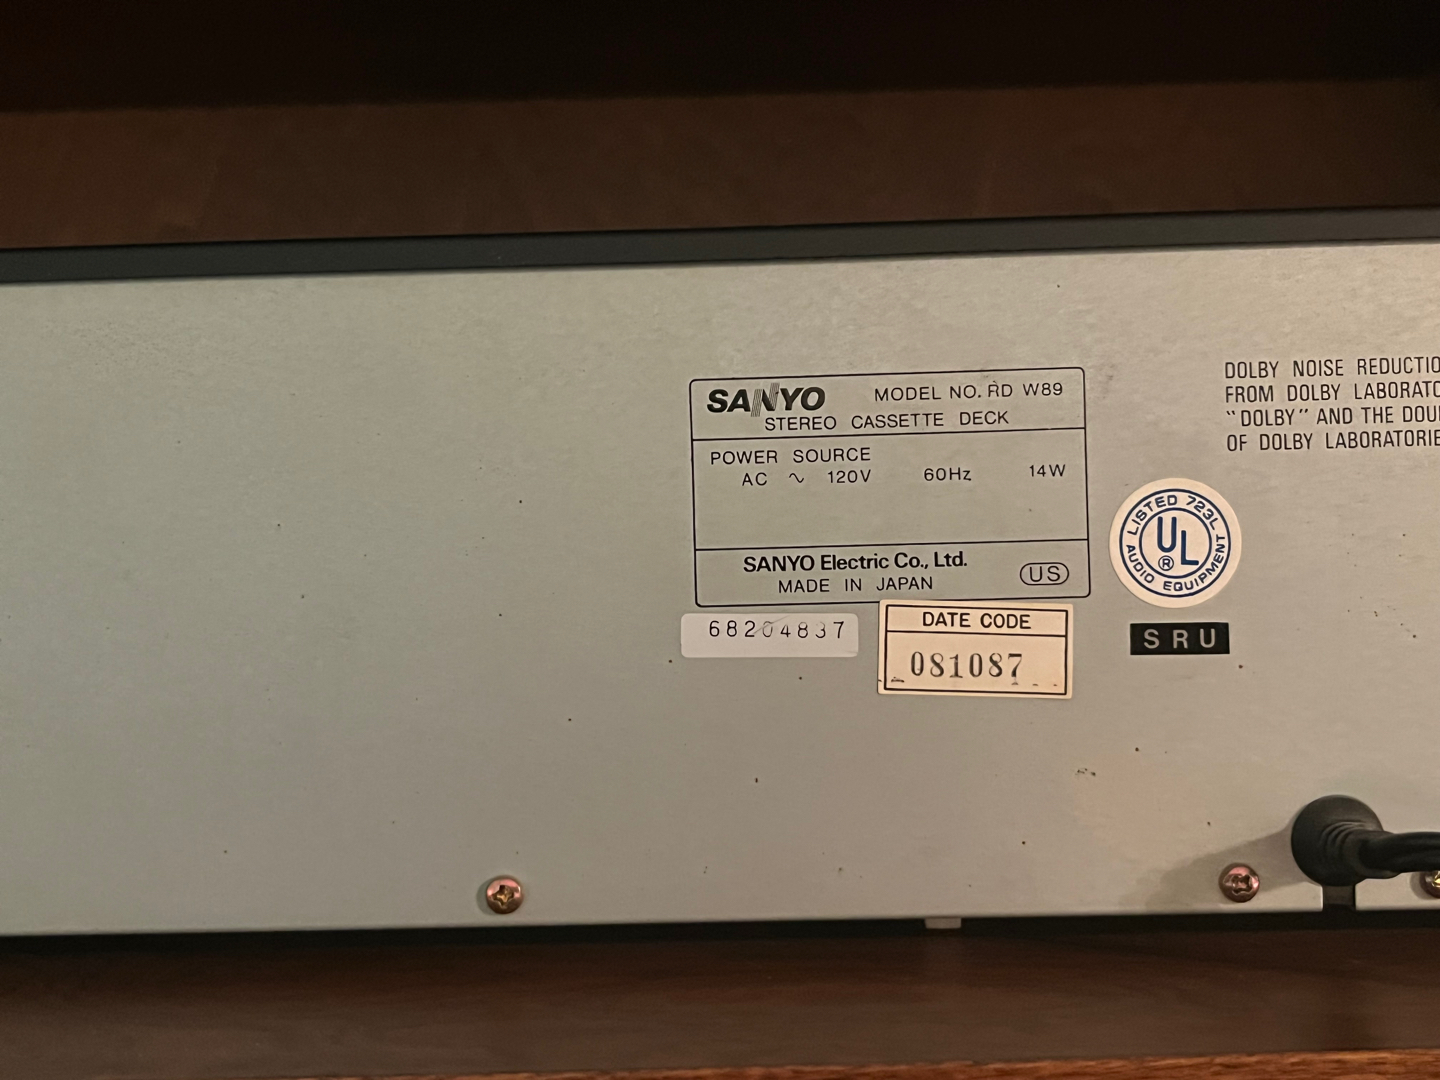 SANYO MODEL NO. RD W89
STEREO CASSETTE DECK
POWER SOURCE
AC ~ 120V 60Hz 14W
SANYO Electric Co., Ltd.
MADE IN JAPAN US
68204837
DATE CODE
081087
DOLBY NOISE REDUCTIO
FROM DOLBY LABORATO
"DOLBY" AND THE DOU
OF DOLBY LABORATORIE
LISTED 723L
UL ®
AUDIO EQUIPMENT
SRU